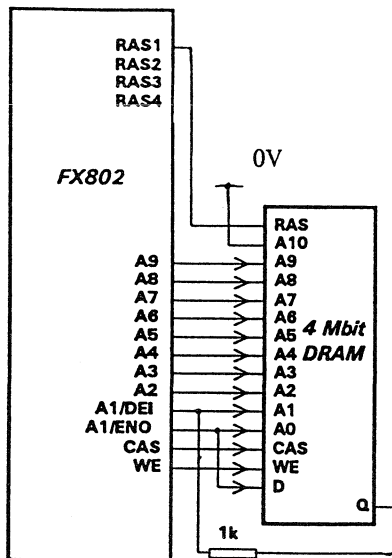 RAS1
RAS2
RAS3
RAS4
FX802
A9
A8
A7
A6
A5
A4
A3
A2
A1/DEI
A1/ENO
CAS
WE
0V
RAS
A10
A9
A8
A7
A6
A5
A4
A3
A2
A1
A0
CAS
WE
D
4 Mbit
DRAM
Q
1k